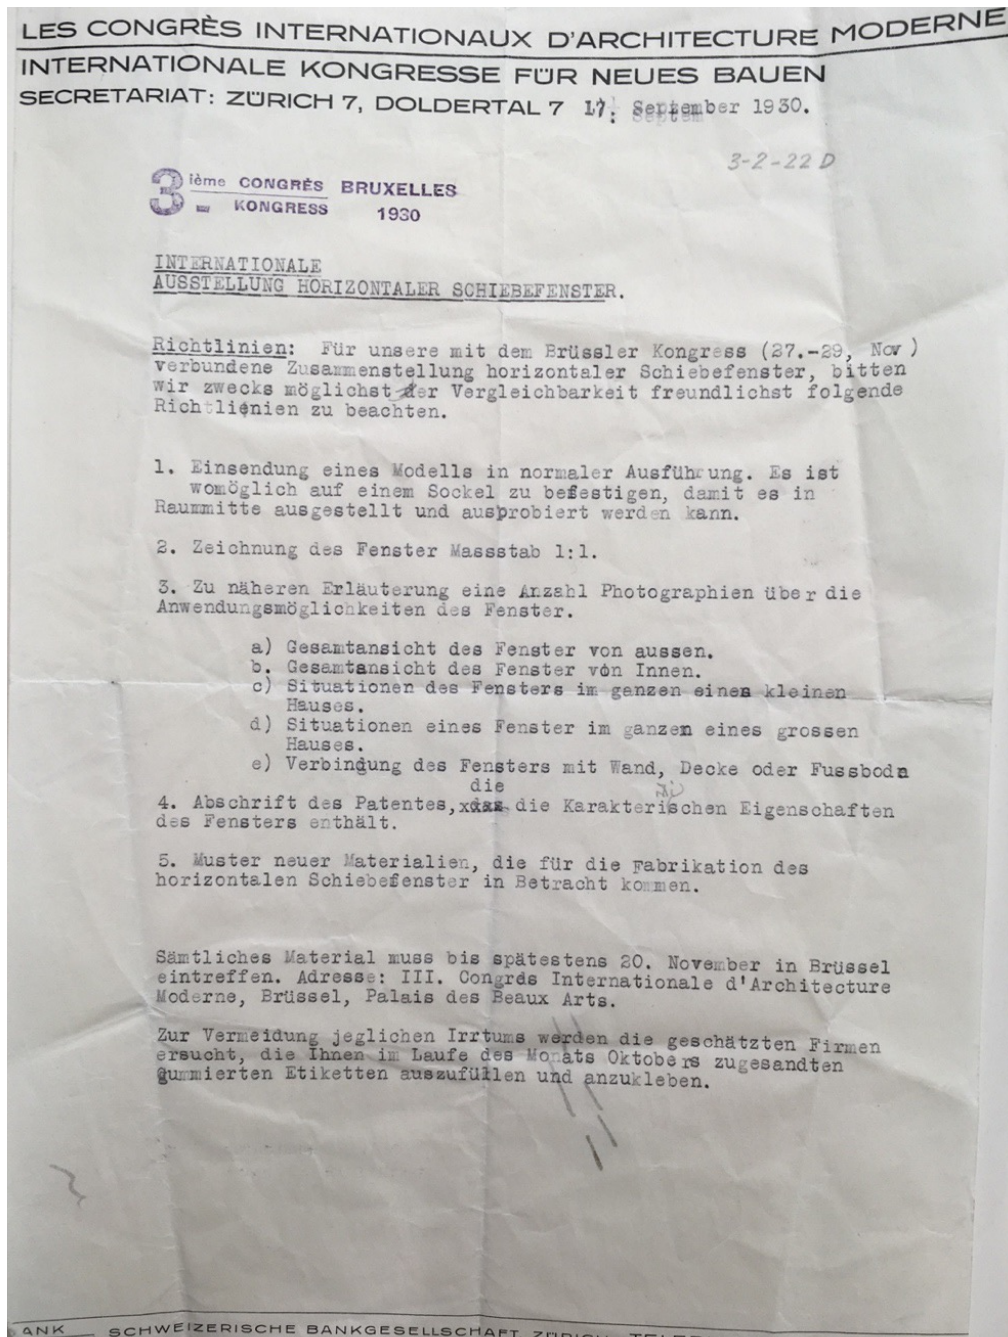 LES CONGRÈS INTERNATIONAUX D'ARCHITECTURE MODERNE
INTERNATIONALE KONGRESSE FÜR NEUES BAUEN
SECRETARIAT: ZÜRICH 7, DOLDERTAL 7 17. September 1930.
3-2-22 D
3 ième CONGRÈS BRUXELLES
KONGRESS 1930
INTERNATIONALE
AUSSTELLUNG HORIZONTALER SCHIEBEFENSTER.
Richtlinien: Für unsere mit dem Brüssler Kongress (27.-29, Nov )
verbundene Zusammenstellung horizontaler Schiebefenster, bitten
wir zwecks möglichst der Vergleichbarkeit freundlichst folgende
Richtlienien zu beachten.
1. Einsendung eines Modells in normaler Ausführung. Es ist
womöglich auf einem Sockel zu befestigen, damit es in
Raummitte ausgestellt und ausprobiert werden kann.
2. Zeichnung des Fenster Massstab 1:1.
3. Zu näheren Erläuterung eine Anzahl Photographien über die
Anwendungsmöglichkeiten des Fenster.
a) Gesamtansicht des Fenster von aussen.
b. Gesamtansicht des Fenster von Innen.
c) Situationen des Fensters im ganzen eines kleinen
Hauses.
d) Situationen eines Fenster im ganzen eines grossen
Hauses.
e) Verbindung des Fensters mit Wand, Decke oder Fussbodn
die
4. Abschrift des Patentes, die Karakterischen Eigenschaften
des Fensters enthält.
5. Muster neuer Materialien, die für die Fabrikation des
horizontalen Schiebefenster in Betracht kommen.
Sämtliches Material muss bis spätestens 20. November in Brüssel
eintreffen. Adresse: III. Congrés Internationale d'Architecture
Moderne, Brüssel, Palais des Beaux Arts.
Zur Vermeidung jeglichen Irrtums werden die geschätzten Firmen
ersucht, die Ihnen im Laufe des Monats Oktobers zugesandten
gummierten Etiketten auszufüllen und anzukleben.
BANK SCHWEIZERISCHE BANKGESELLSCHAFT ZÜRICH